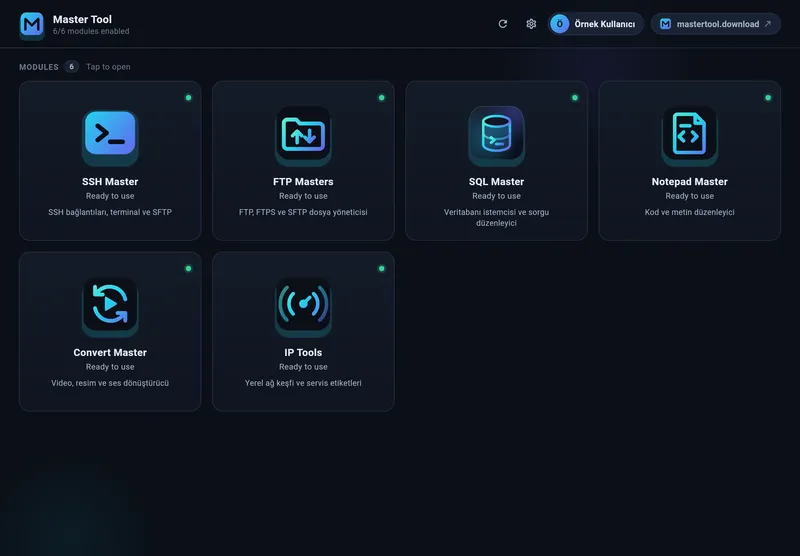 Master Tool
6/6 modules enabled
Ö Örnek Kullanıcı
mastertool.download
MODULES 6 Tap to open
SSH Master
Ready to use
SSH bağlantıları, terminal ve SFTP
FTP Masters
Ready to use
FTP, FTPS ve SFTP dosya yöneticisi
SQL Master
Ready to use
Veritabanı istemcisi ve sorgu
düzenleyici
Notepad Master
Ready to use
Kod ve metin düzenleyici
Convert Master
Ready to use
Video, resim ve ses dönüştürücü
IP Tools
Ready to use
Yerel ağ keşfi ve servis etiketleri